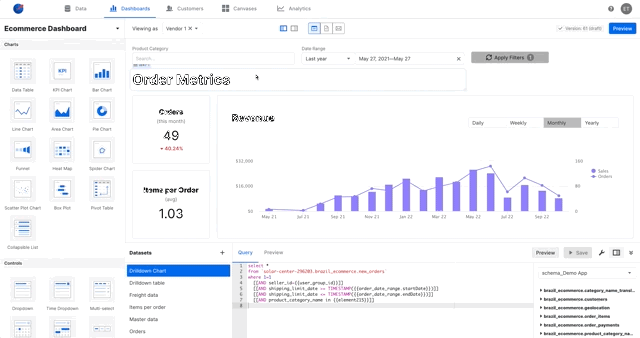 Data
Dashboards
Customers
Canvases
Analytics
ET
Ecommerce Dashboard
Viewing as
Vendor 1
Version 81 (draft)
Preview
Charts
Data Table
KPI Chart
Bar Chart
Line Chart
Area Chart
Pie Chart
Funnel
Heat Map
Spider Chart
Scatter Plot Chart
Box Plot
Pivot Table
Collapsible List
Controls
Dropdown
Time Dropdown
Multi-select
Product Category
Search...
Date Range
Last year
May 27, 2021—May 27
Apply Filters 1
Order Metrics
Orders
(this month)
49
40.24%
Items per Order
(avg)
1.03
Revenue
Daily
Weekly
Monthly
Yearly
$32,000
$16,000
$0
160
80
0
May 21
Jul 21
Sep 21
Nov 21
Jan 22
Mar 22
May 22
Jul 22
Sep 22
Sales
Orders
Datasets
Drilldown Chart
Drilldown table
Freight data
Items per order
Master data
Orders
Query
Preview
Preview
Save
1 select *
2 from `solar-center-296203.brazil_ecommerce.new_orders`
3 where 1=1
4 [[AND seller_id={{user_group_id}}]]
5 [[AND shipping_limit_date >= TIMESTAMP({{order_date_range.startDate}})]]
6 [[AND shipping_limit_date <= TIMESTAMP({{order_date_range.endDate}})]]
7 [[AND product_category_name in {{element215}}]]
8
schema_Demo App
brazil_ecommerce.category_name_transl...
brazil_ecommerce.customers
brazil_ecommerce.geolocation
brazil_ecommerce.order_items
brazil_ecommerce.order_payments
brazil_ecommerce.product_category_na...